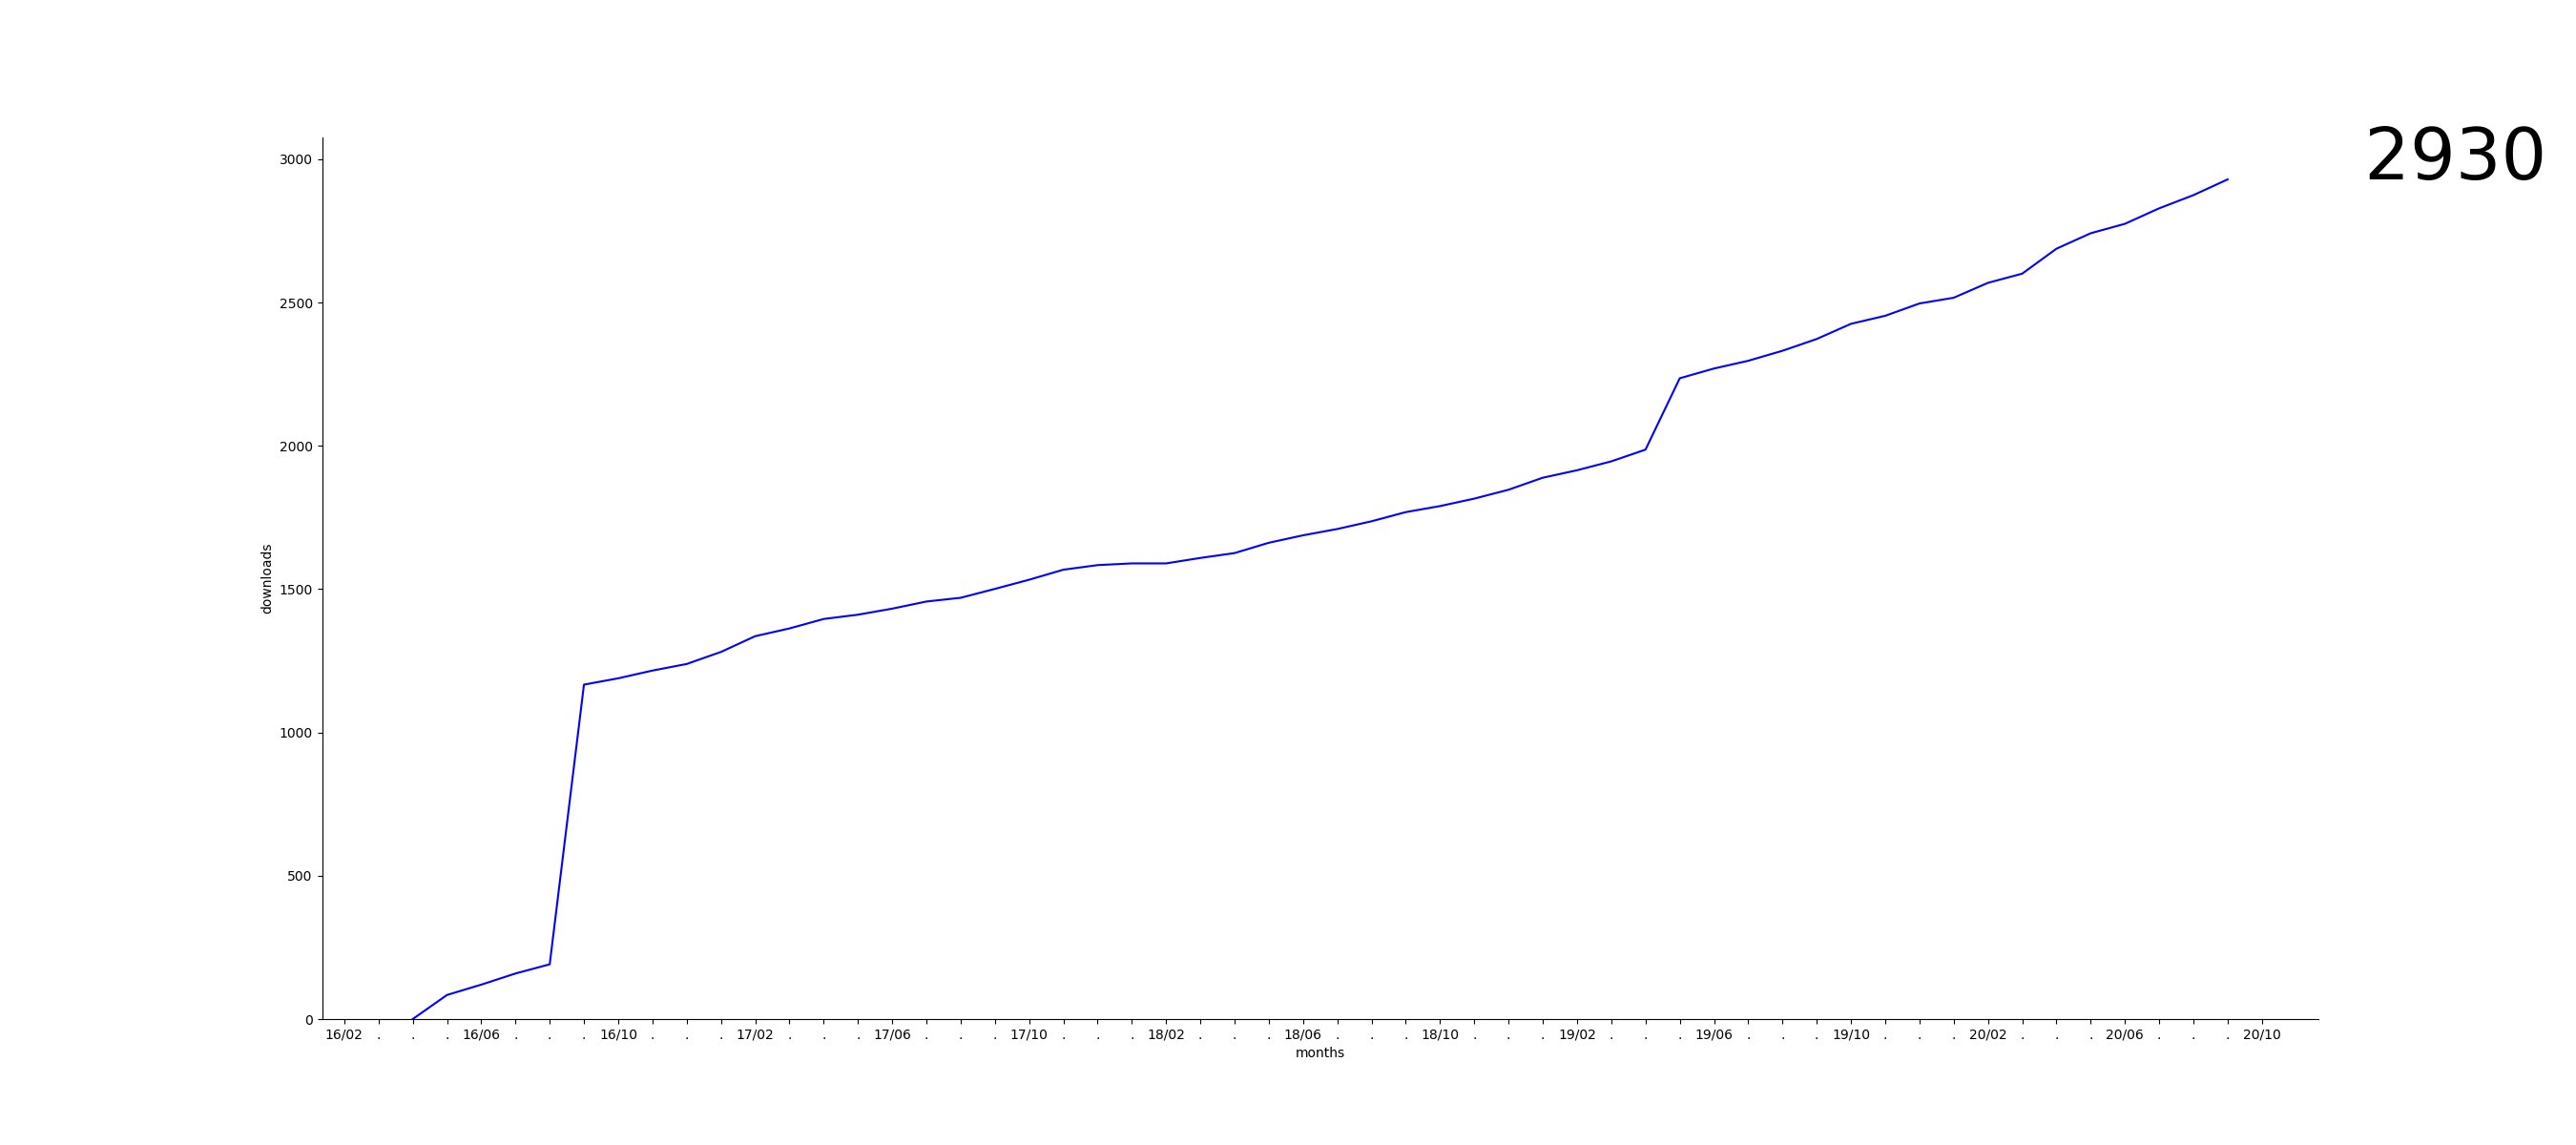 2930
3000
2500
2000
1500
1000
500
0
downloads
16/02 . . . 16/06 . . . 16/10 . . . 17/02 . . . 17/06 . . . 17/10 . . . 18/02 . . . 18/06 . . . 18/10 . . . 19/02 . . . 19/06 . . . 19/10 . . . 20/02 . . . 20/06 . . . 20/10
months